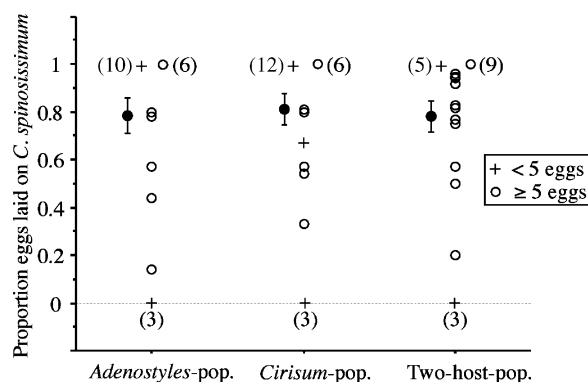 Proportion eggs laid on C. spinosissimum
1
0.8
0.6
0.4
0.2
0
(10) + (6)
(12) + (6)
(5) + (9)
+ < 5 eggs
○ ≥ 5 eggs
(3)
(3)
(3)
Adenostyles-pop.
Cirisum-pop.
Two-host-pop.